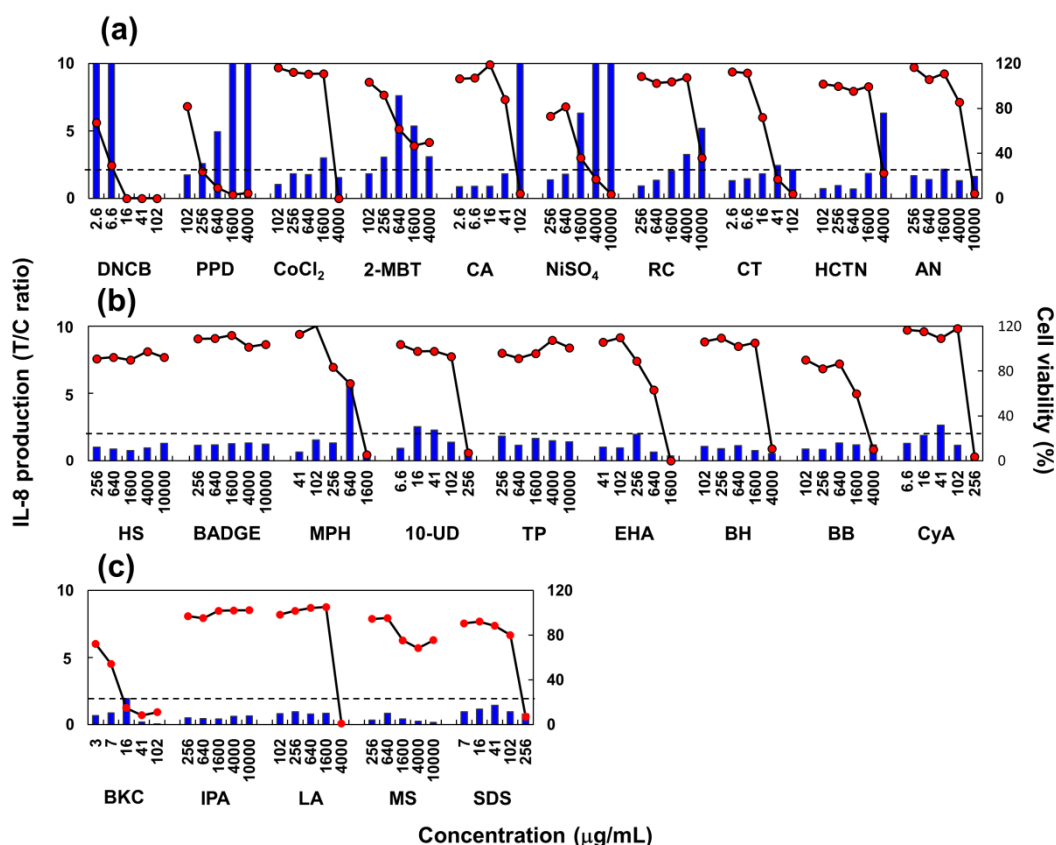 (a)
10
5
0
120
80
40
0
2.6 6.6 16 41 102 102 256 640 1600 4000 102 256 640 1600 4000 102 256 640 1600 4000 2.6 6.6 16 41 102 256 640 1600 4000 10000 256 640 1600 4000 10000 2.6 6.6 16 41 102 102 256 640 1600 4000 256 640 1600 4000 10000
DNCB PPD CoCl₂ 2-MBT CA NiSO₄ RC CT HCTN AN
(b)
10
5
0
120
80
40
0
256 640 1600 4000 10000 256 640 1600 4000 10000 41 102 256 640 1600 6.6 16 41 102 256 256 640 1600 4000 10000 41 102 256 640 1600 102 256 640 1600 4000 102 256 640 1600 4000 6.6 16 41 102 256
HS BADGE MPH 10-UD TP EHA BH BB CyA
(c)
10
5
0
120
80
40
0
3 7 16 41 102 256 640 1600 4000 10000 102 256 640 1600 4000 256 640 1600 4000 10000 7 16 41 102 256
BKC IPA LA MS SDS
IL-8 production (T/C ratio)
Cell viability (%)
Concentration (μg/mL)